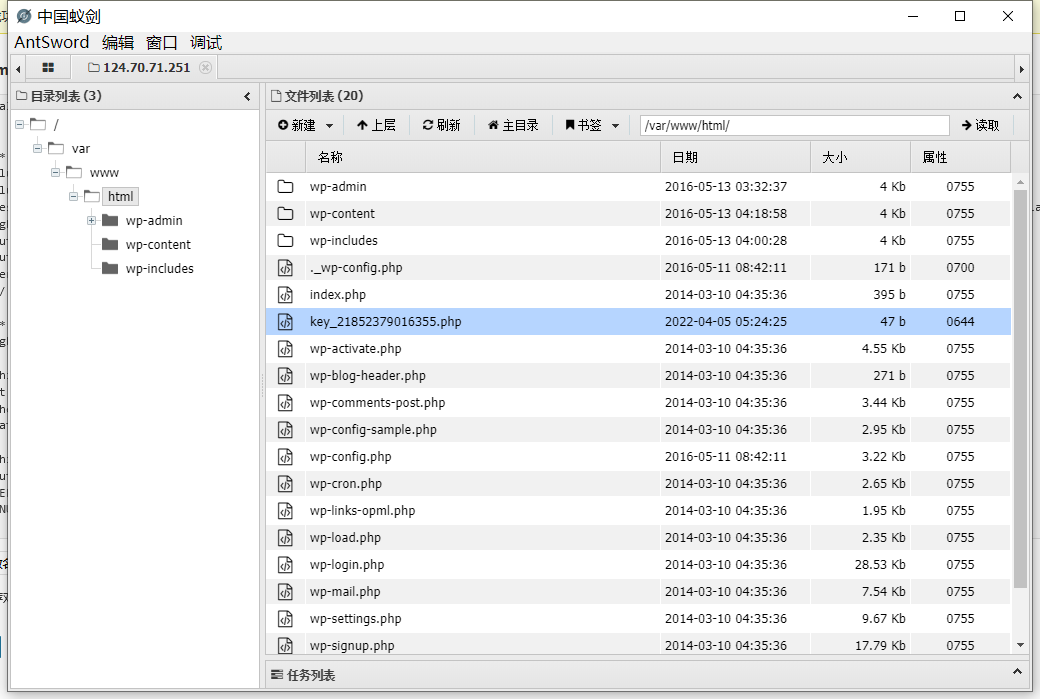 中国蚁剑
AntSword 编辑 窗口 调试
124.70.71.251
目录列表 (3)
/
var
www
html
wp-admin
wp-content
wp-includes
文件列表 (20)
新建 上层 刷新 主目录 书签 /var/www/html/ 读取
名称 日期 大小 属性
wp-admin 2016-05-13 03:32:37 4 Kb 0755
wp-content 2016-05-13 04:18:58 4 Kb 0755
wp-includes 2016-05-13 04:00:28 4 Kb 0755
._wp-config.php 2016-05-11 08:42:11 171 b 0700
index.php 2014-03-10 04:35:36 395 b 0755
key_21852379016355.php 2022-04-05 05:24:25 47 b 0644
wp-activate.php 2014-03-10 04:35:36 4.55 Kb 0755
wp-blog-header.php 2014-03-10 04:35:36 271 b 0755
wp-comments-post.php 2014-03-10 04:35:36 3.44 Kb 0755
wp-config-sample.php 2014-03-10 04:35:36 2.95 Kb 0755
wp-config.php 2016-05-11 08:42:11 3.22 Kb 0755
wp-cron.php 2014-03-10 04:35:36 2.65 Kb 0755
wp-links-opml.php 2014-03-10 04:35:36 1.95 Kb 0755
wp-load.php 2014-03-10 04:35:36 2.35 Kb 0755
wp-login.php 2014-03-10 04:35:36 28.53 Kb 0755
wp-mail.php 2014-03-10 04:35:36 7.54 Kb 0755
wp-settings.php 2014-03-10 04:35:36 9.67 Kb 0755
wp-signup.php 2014-03-10 04:35:36 17.79 Kb 0755
任务列表